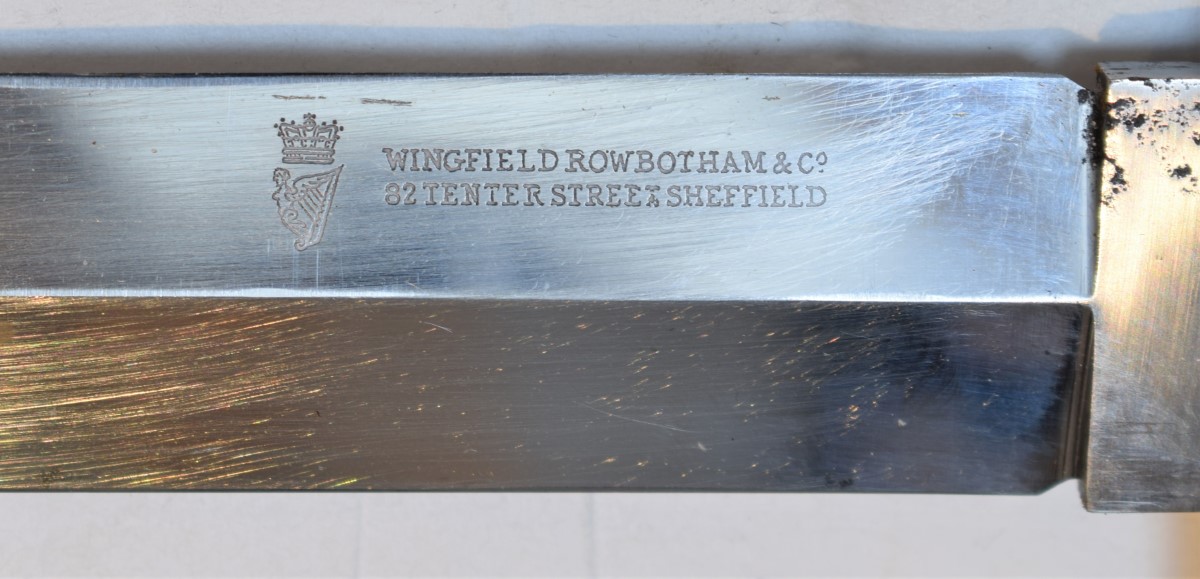 WINGFIELD ROWBOTHAM & Cº
82 TENTER STREET SHEFFIELD